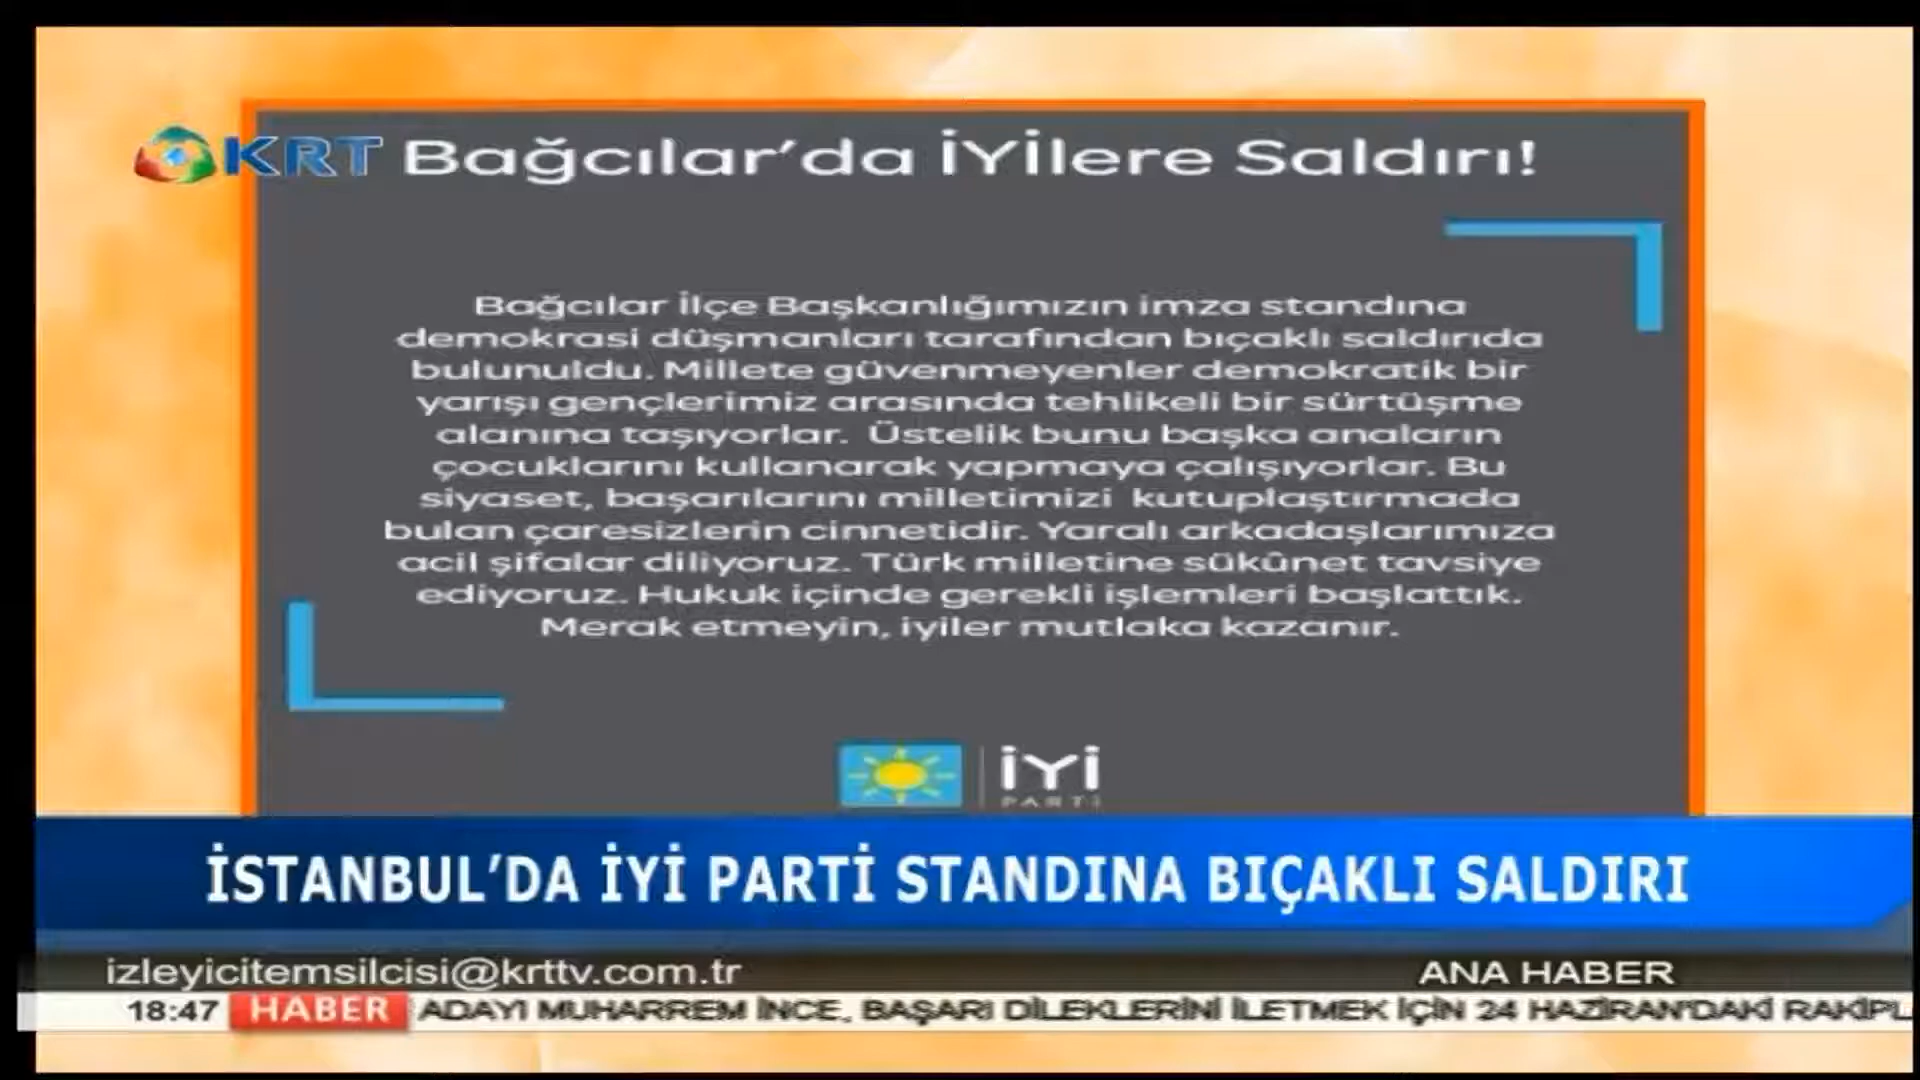 KRT
Bağcılar’da İYİlere Saldırı!
Bağcılar İlçe Başkanlığımızın imza standına
demokrasi düşmanları tarafından bıçaklı saldırıda
bulunuldu. Millete güvenmeyenler demokratik bir
yarışı gençlerimiz arasında tehlikeli bir sürtüşme
alanına taşıyorlar. Üstelik bunu başka anaların
çocuklarını kullanarak yapmaya çalışıyorlar. Bu
siyaset, başarılarını milletimizi kutuplaştırmada
bulan çaresizlerin cinnetidir. Yaralı arkadaşlarımıza
acil şifalar diliyoruz. Türk milletine sükûnet tavsiye
ediyoruz. Hukuk içinde gerekli işlemleri başlattık.
Merak etmeyin, iyiler mutlaka kazanır.
İYİ
PARTİ
İSTANBUL’DA İYİ PARTİ STANDINA BIÇAKLI SALDIRI
izleyicitemsilcisi@krttv.com.tr ANA HABER
18:47 HABER ADAYI MUHARREM İNCE, BAŞARI DİLEKLERİNİ İLETMEK İÇİN 24 HAZİRAN'DAKİ RAKİPL